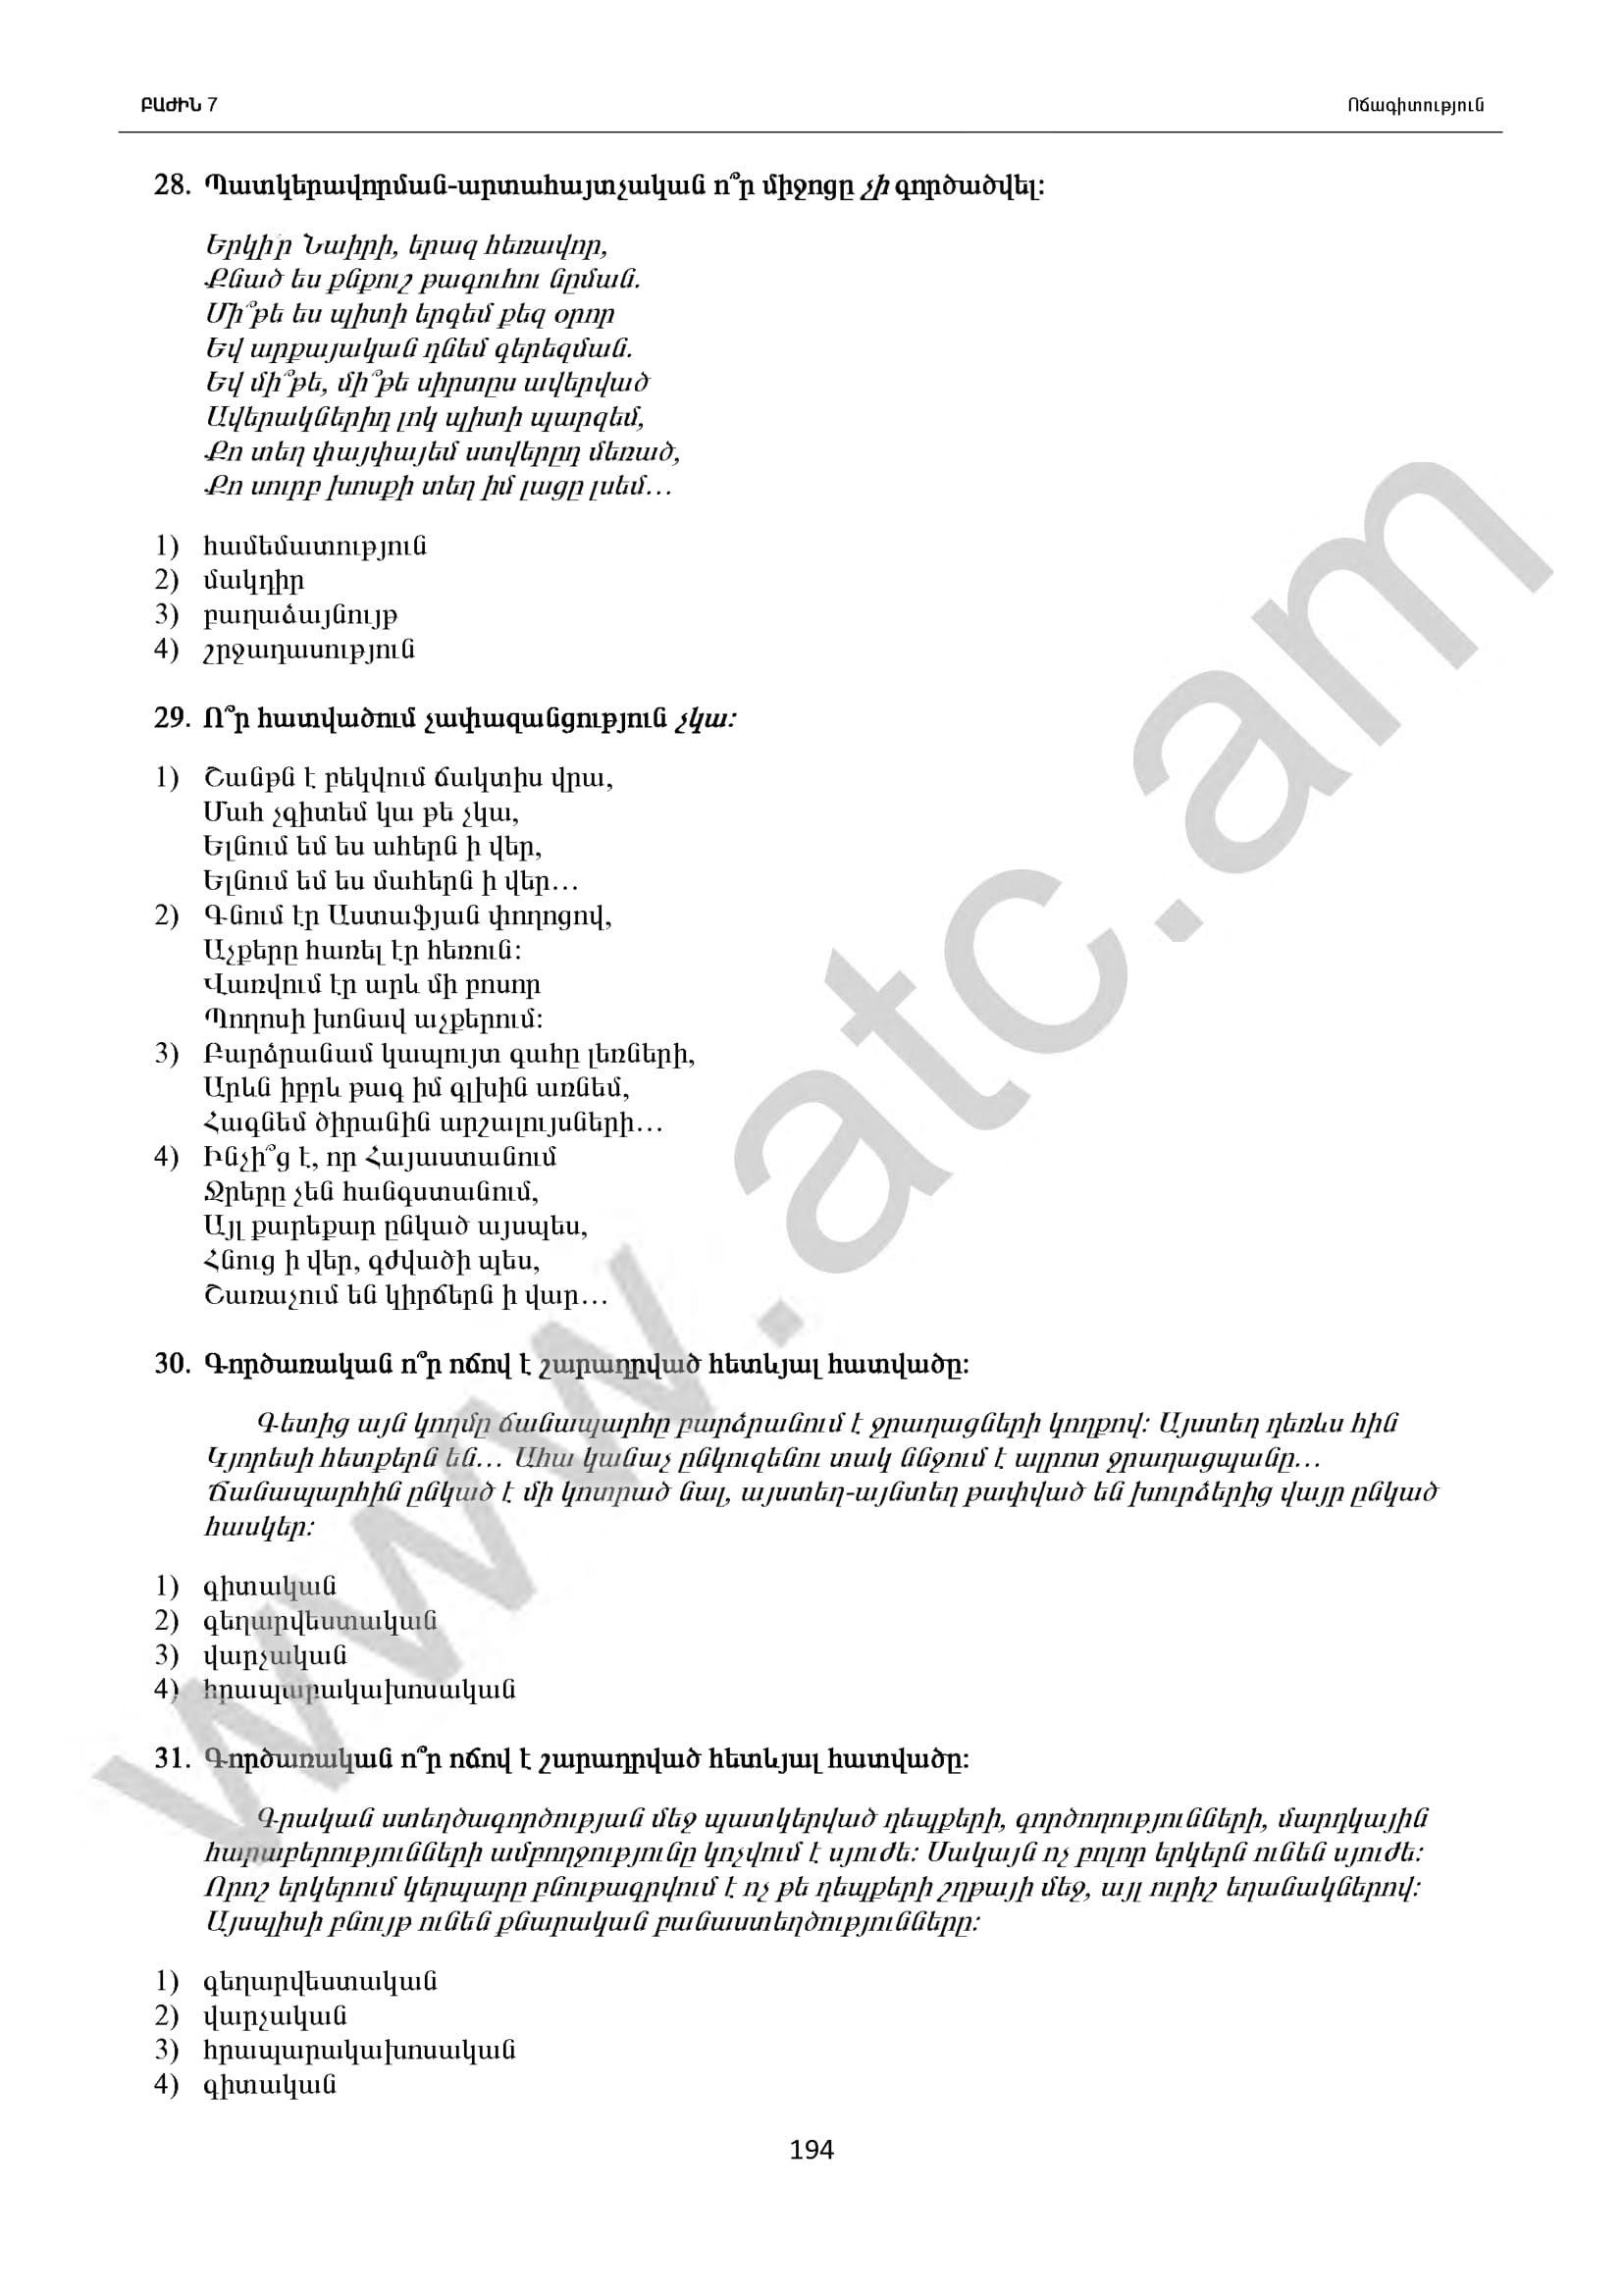 ԲԱԺԻՆ 7 Ոճագիտություն
28. Պատկերավորման-արտահայտչական ո՞ր միջոցը չի գործածվել:
Երկի՛ր Նաիրի, երազ հեռավոր,
Քնած ես քնքուշ թագուհու նըման.
Մի՞թե ես պիտի երգեմ քեզ օրոր
Եվ արքայական դնեմ գերեզման.
Եվ մի՞թե, մի՞թե սիրտըս ավերված
Ավերակներիդ լոկ պիտի պարզեմ,
Քո տեղ փայփայեմ ստվերըդ մեռած,
Քո սուրբ խոսքի տեղ իմ լացը լսեմ…
1) համեմատություն
2) մակդիր
3) բաղաձայնույթ
4) շրջադասություն
29. Ո՞ր հատվածում չափազանցություն չկա:
1) Շանթն է բեկվում ճակտիս վրա,
Մահ չգիտեմ կա թե չկա,
Ելնում եմ ես ահերն ի վեր,
Ելնում եմ ես մահերն ի վեր…
2) Գնում էր Աստաֆյան փողոցով,
Աչքերը հառել էր հեռուն:
Վառվում էր արև մի բոսոր
Պողոսի խոնավ աչքերում:
3) Բարձրանամ կապույտ գահը լեռների,
Արևն իբրև թագ իմ գլխին առնեմ,
Հագնեմ ծիրանին արշալույսների…
4) Ինչի՞ց է, որ Հայաստանում
Ջրերը չեն հանգստանում,
Այլ քարեքար ընկած այսպես,
Հնուց ի վեր, գժվածի պես,
Շառաչում են կիրճերն ի վար…
30. Գործառական ո՞ր ոճով է շարադրված հետևյալ հատվածը:
Գետից այն կողմը ճանապարհը բարձրանում է ջրաղացների կողքով: Այստեղ դեռևս հին
Կյորեսի հետքերն են… Ահա կանաչ ընկուզենու տակ ննջում է ալրոտ ջրաղացպանը…
Ճանապարհին ընկած է մի կոտրած նալ, այստեղ-այնտեղ թափված են խուրձերից վայր ընկած
հասկեր:
1) գիտական
2) գեղարվեստական
3) վարչական
4) հրապարակախոսական
31. Գործառական ո՞ր ոճով է շարադրված հետևյալ հատվածը:
Գրական ստեղծագործության մեջ պատկերված դեպքերի, գործողությունների, մարդկային
հարաբերությունների ամբողջությունը կոչվում է սյուժե: Սակայն ոչ բոլոր երկերն ունեն սյուժե:
Որոշ երկերում կերպարը բնութագրվում է ոչ թե դեպքերի շղթայի մեջ, այլ ուրիշ եղանակներով:
Այսպիսի բնույթ ունեն քնարական բանաստեղծությունները:
1) գեղարվեստական
2) վարչական
3) հրապարակախոսական
4) գիտական
194
www.atc.am